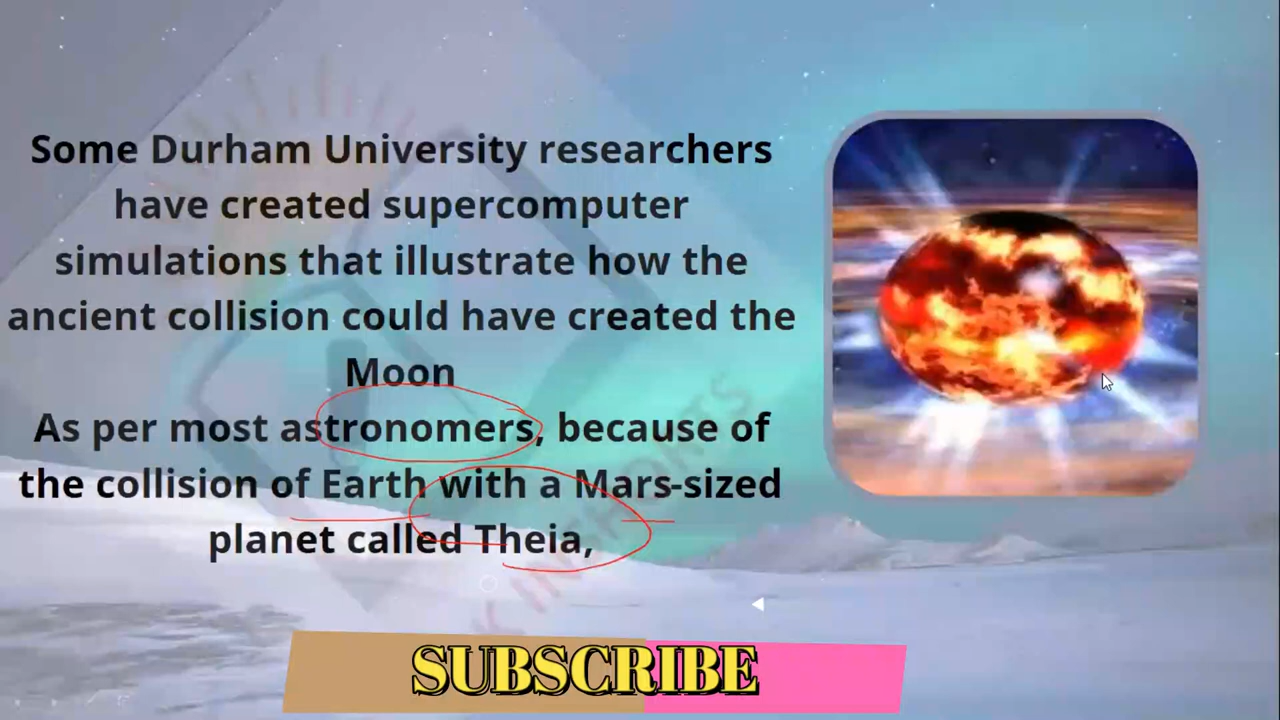 Some Durham University researchers
have created supercomputer
simulations that illustrate how the
ancient collision could have created the
Moon
As per most astronomers, because of
the collision of Earth with a Mars-sized
planet called Theia,
SUBSCRIBE